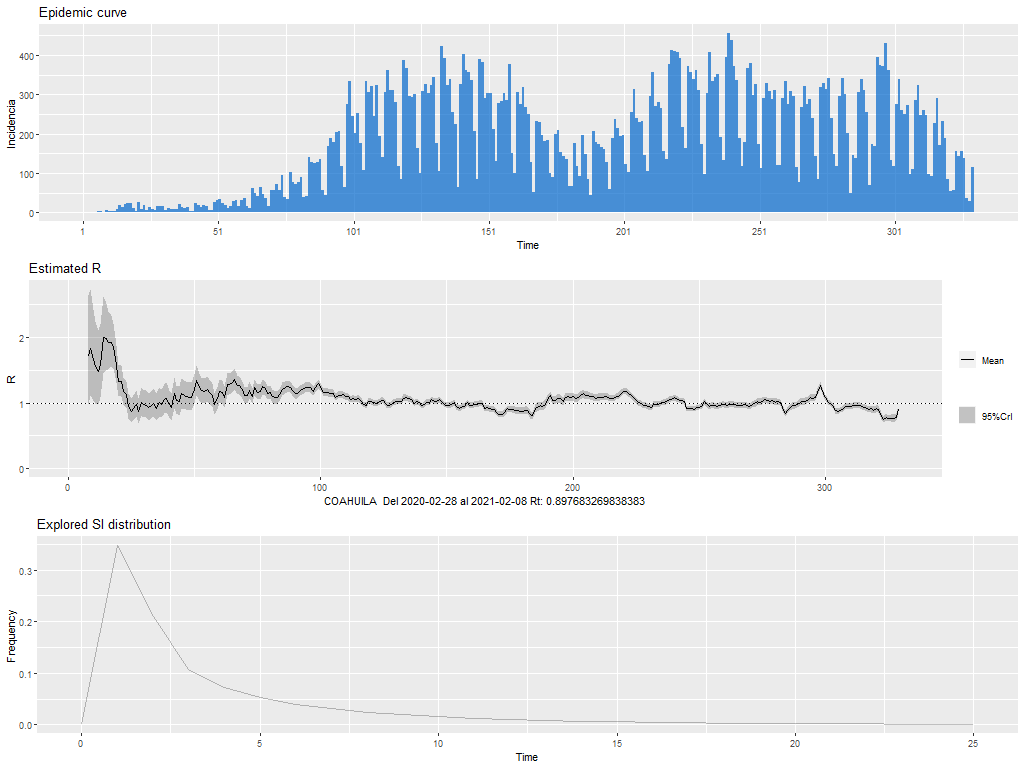 Epidemic curve
Incidencia
400
300
200
100
0
1
51
101
151
201
251
301
Time
Estimated R
R
2
1
0
0
100
200
300
COAHUILA Del 2020-02-28 al 2021-02-08 Rt: 0.897683269838383
Mean
95%CrI
Explored SI distribution
Frequency
0.3
0.2
0.1
0.0
0
5
10
15
20
25
Time